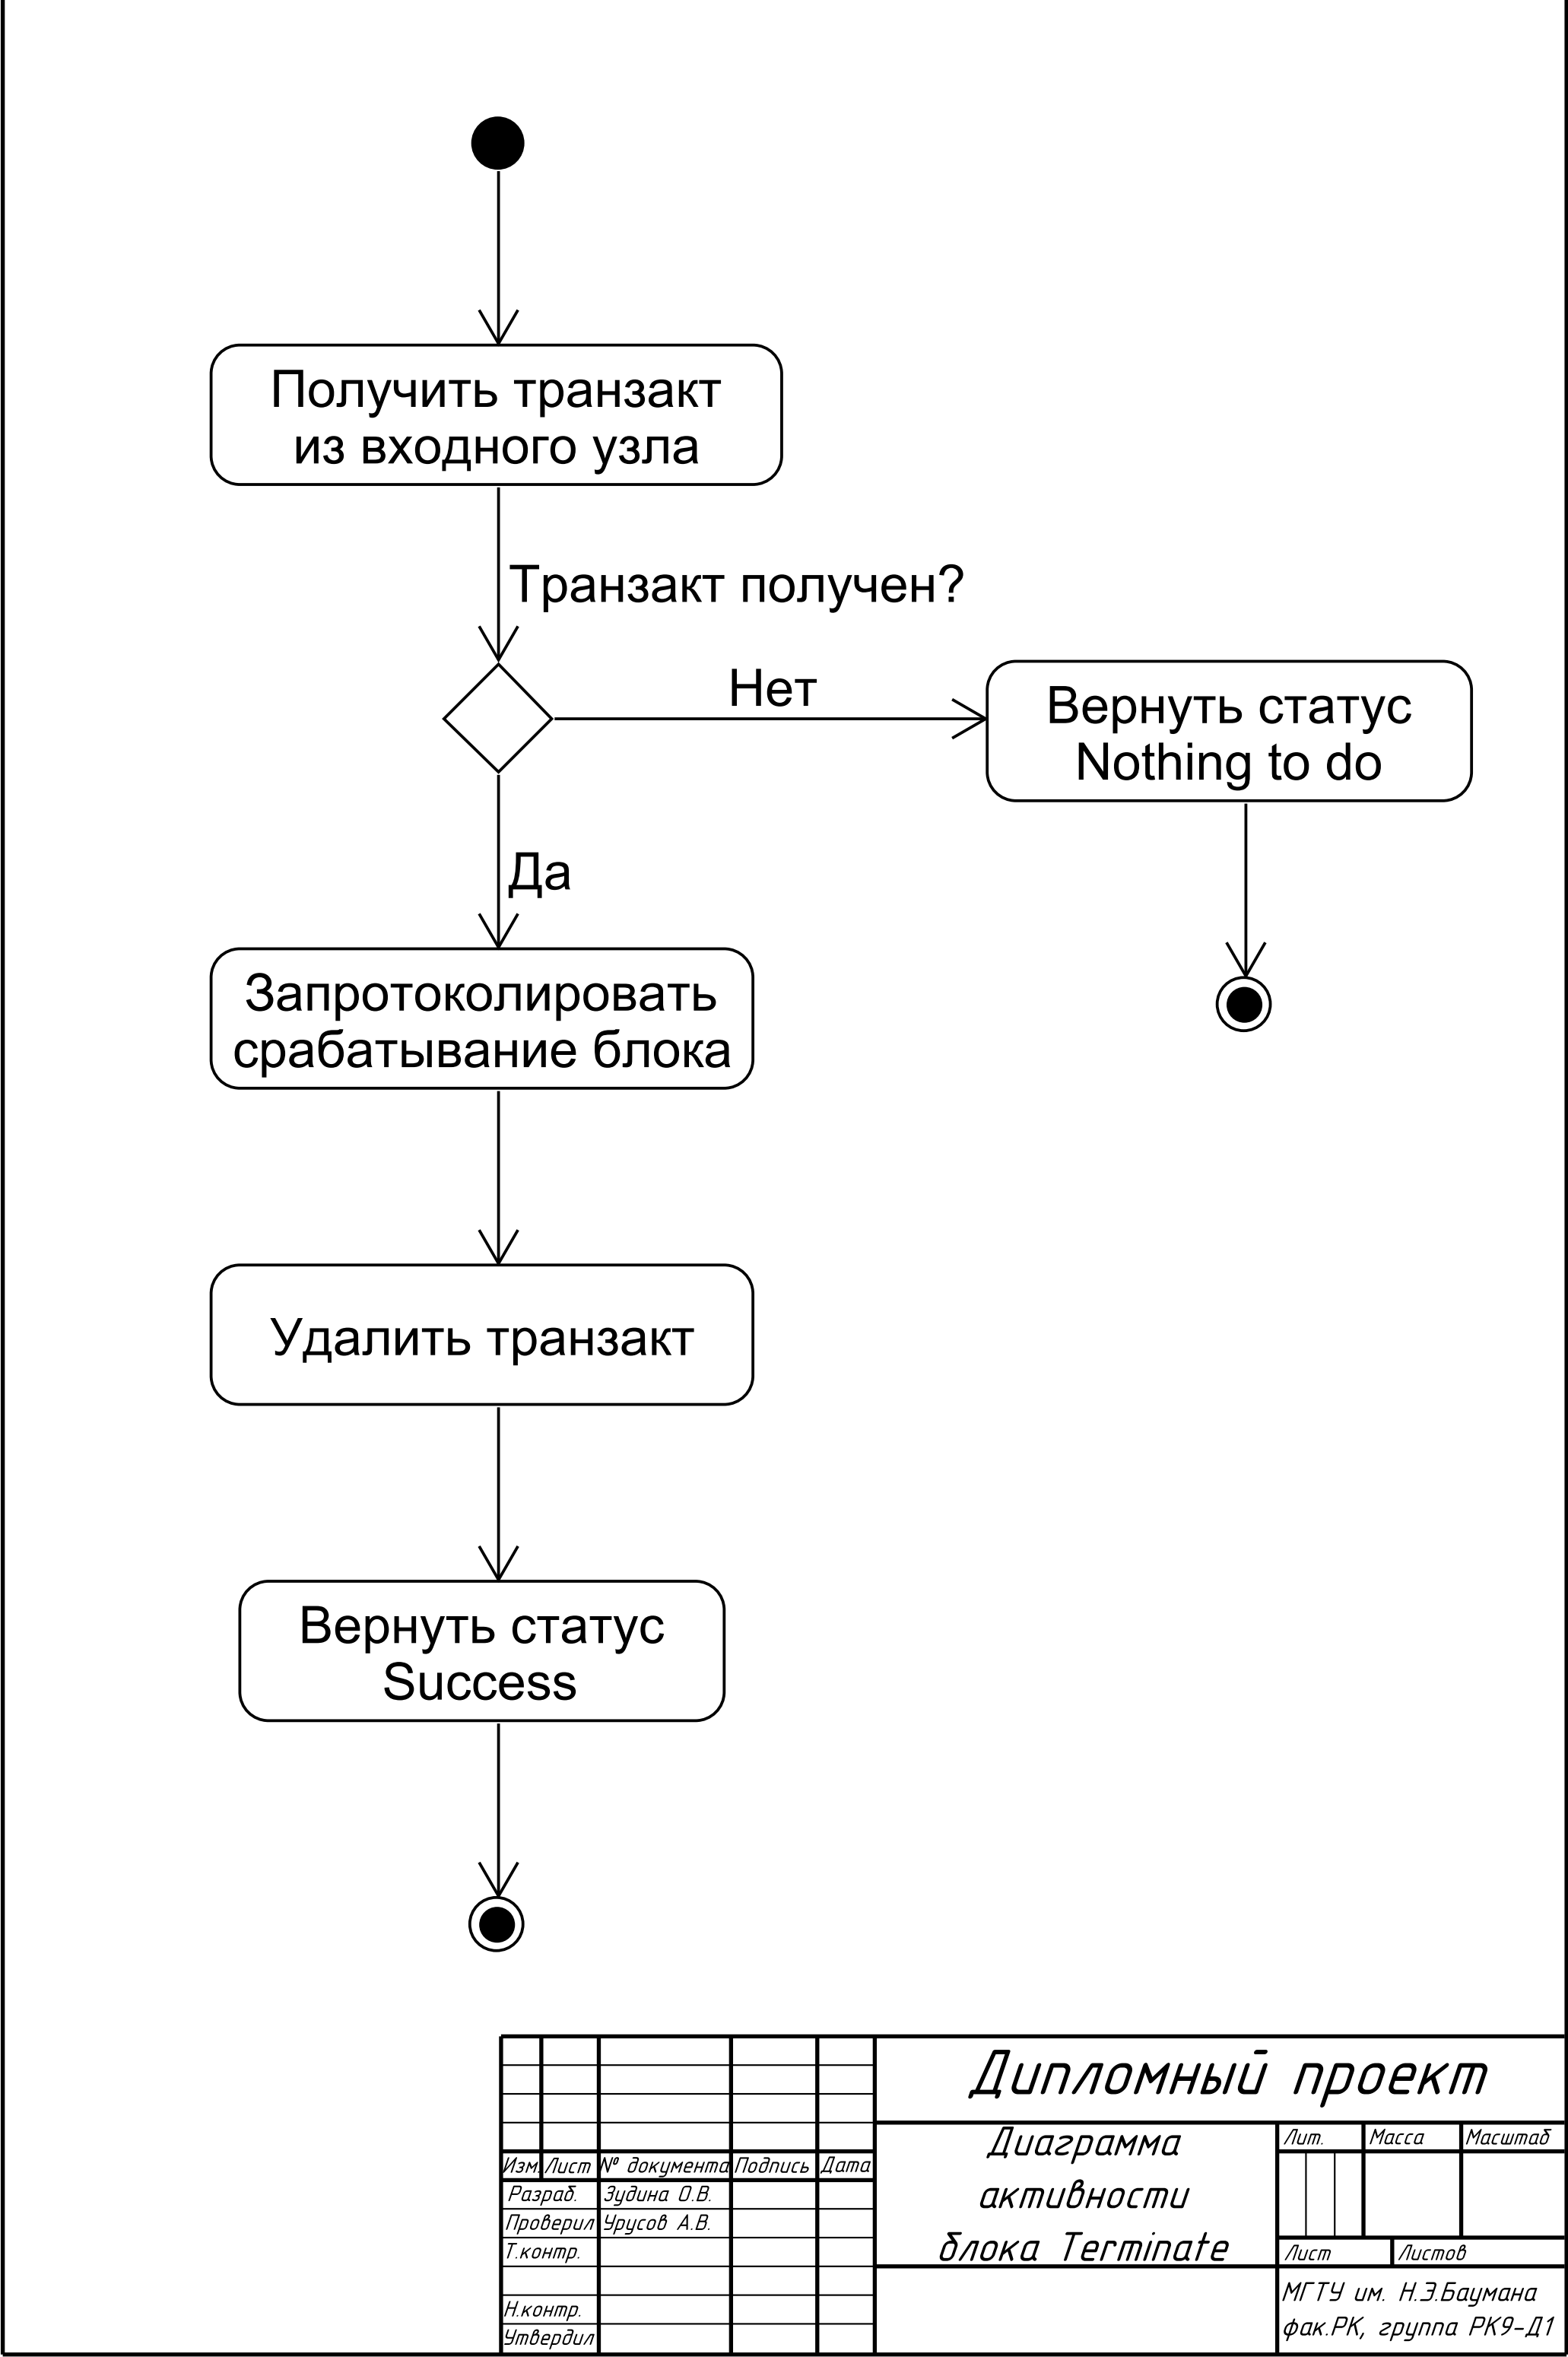 Получить транзакт
из входного узла
Транзакт получен?
Нет
Вернуть статус
Nothing to do
Да
Запротоколировать
срабатывание блока
Удалить транзакт
Вернуть статус
Success
Дипломный проект
Диаграмма
активности
блока Terminate
Лит.
Масса
Масштаб
Изм.
Лист
№ документа
Подпись
Дата
Разраб.
Зудина О.В.
Проверил
Урусов А.В.
Т.контр.
Лист
Листов
Н.контр.
Утвердил
МГТУ им. Н.Э.Баумана
фак.РК, группа РК9-Д1